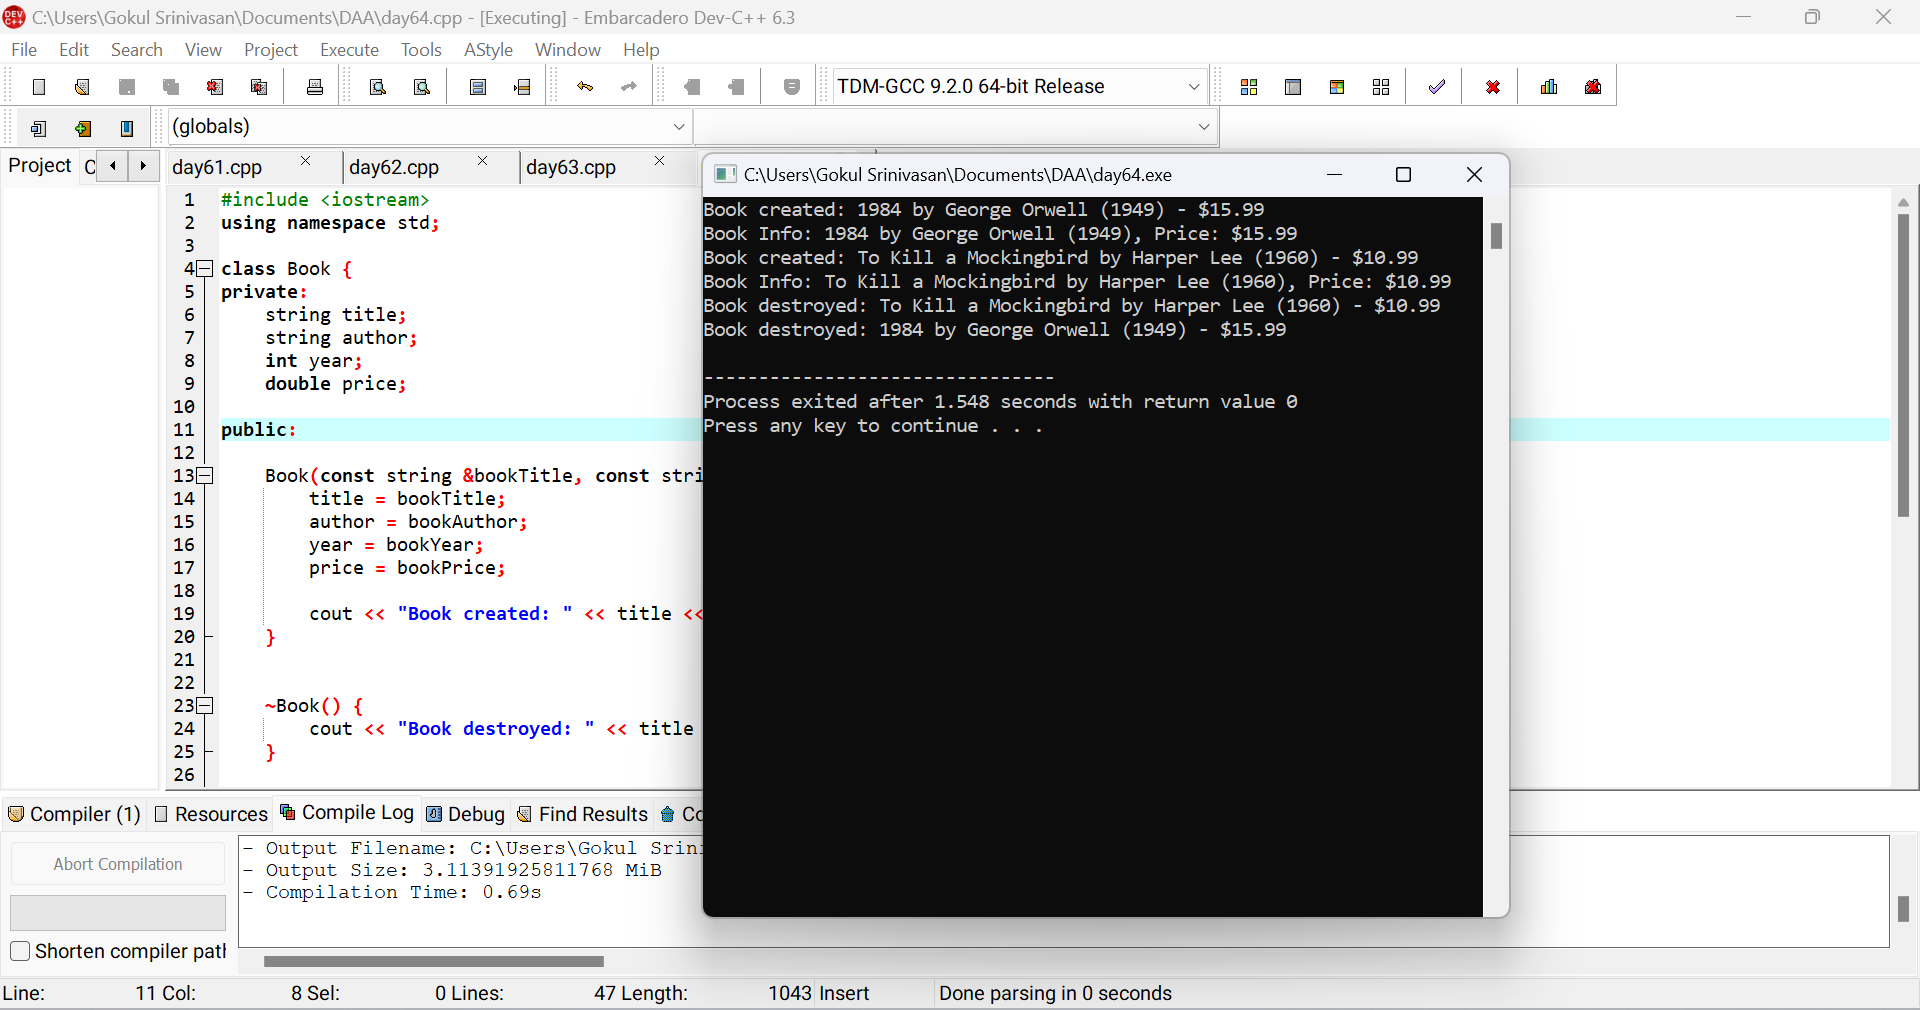 C:\Users\Gokul Srinivasan\Documents\DAA\day64.cpp - [Executing] - Embarcadero Dev-C++ 6.3
File Edit Search View Project Execute Tools AStyle Window Help
TDM-GCC 9.2.0 64-bit Release
(globals)
Project C day61.cpp day62.cpp day63.cpp
C:\Users\Gokul Srinivasan\Documents\DAA\day64.exe
1 #include <iostream>
2 using namespace std;
3
4 class Book {
5 private:
6 string title;
7 string author;
8 int year;
9 double price;
10
11 public:
12
13 Book(const string &bookTitle, const stri
14 title = bookTitle;
15 author = bookAuthor;
16 year = bookYear;
17 price = bookPrice;
18
19 cout << "Book created: " << title <<
20 }
21
22
23 ~Book() {
24 cout << "Book destroyed: " << title
25 }
26
Book created: 1984 by George Orwell (1949) - $15.99
Book Info: 1984 by George Orwell (1949), Price: $15.99
Book created: To Kill a Mockingbird by Harper Lee (1960) - $10.99
Book Info: To Kill a Mockingbird by Harper Lee (1960), Price: $10.99
Book destroyed: To Kill a Mockingbird by Harper Lee (1960) - $10.99
Book destroyed: 1984 by George Orwell (1949) - $15.99
--------------------------------
Process exited after 1.548 seconds with return value 0
Press any key to continue . . .
Compiler (1) Resources Compile Log Debug Find Results Co
Abort Compilation
Shorten compiler path
- Output Filename: C:\Users\Gokul Srini
- Output Size: 3.11391925811768 MiB
- Compilation Time: 0.69s
Line: 11 Col: 8 Sel: 0 Lines: 47 Length: 1043 Insert Done parsing in 0 seconds